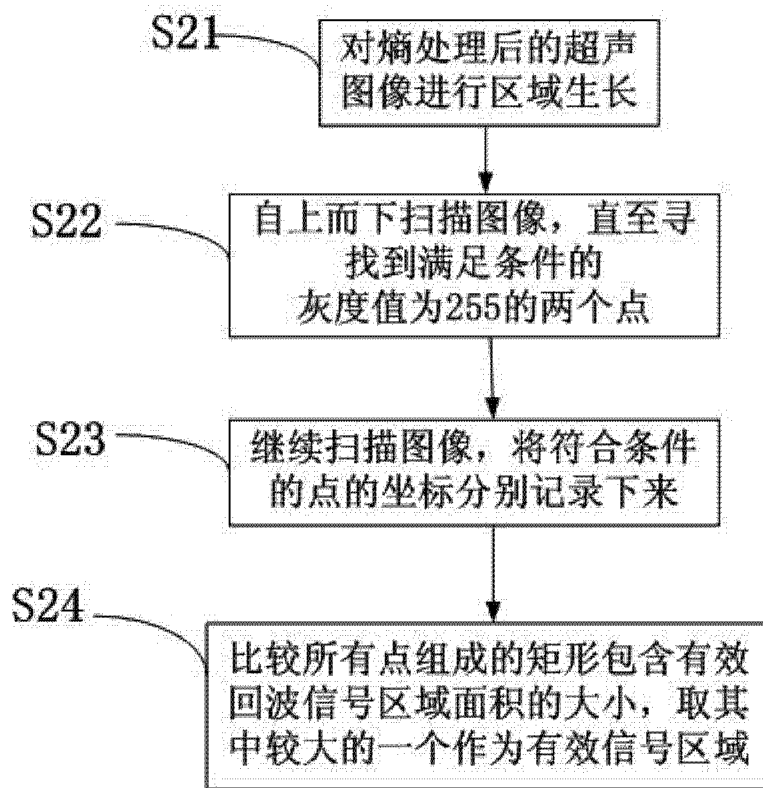 S21
对熵处理后的超声
图像进行区域生长
S22
自上而下扫描图像，直至寻
找到满足条件的
灰度值为255的两个点
S23
继续扫描图像，将符合条件
的点的坐标分别记录下来
S24
比较所有点组成的矩形包含有效
回波信号区域面积的大小，取其
中较大的一个作为有效信号区域